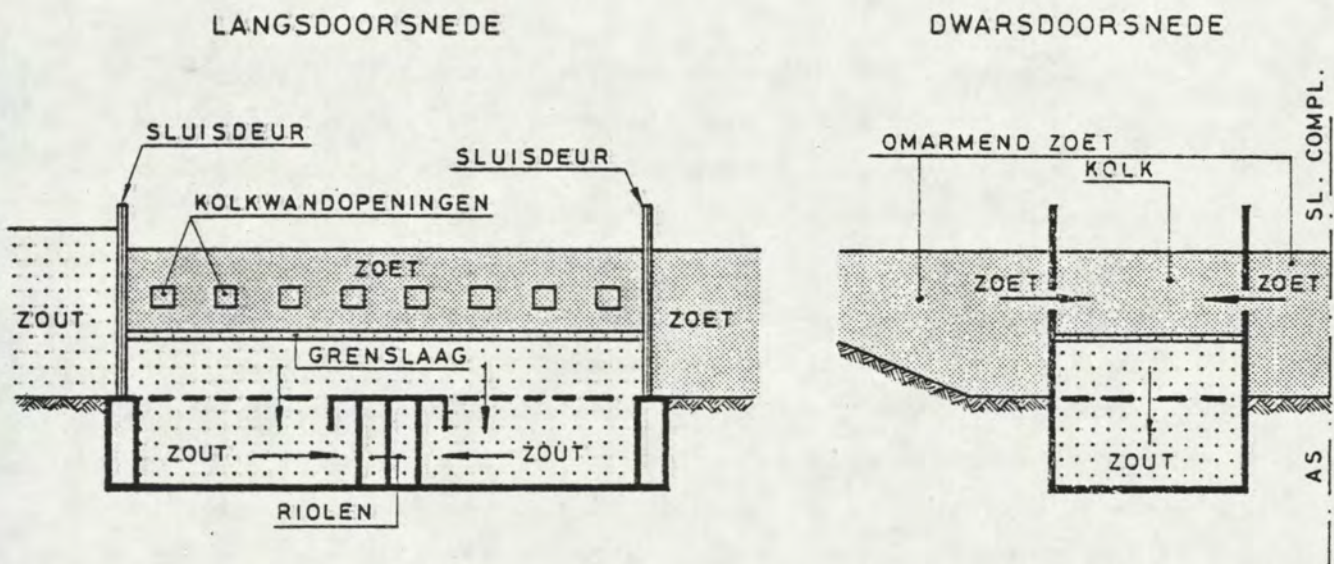 LANGSDOORSNEDE
SLUISDEUR
SLUISDEUR
KOLKWANDOPENINGEN
ZOET
ZOUT
ZOET
GRENSLAAG
ZOUT
ZOUT
RIOLEN
DWARSDOORSNEDE
OMARMEND ZOET
KOLK
ZOET
ZOET
ZOUT
AS SL. COMPL.